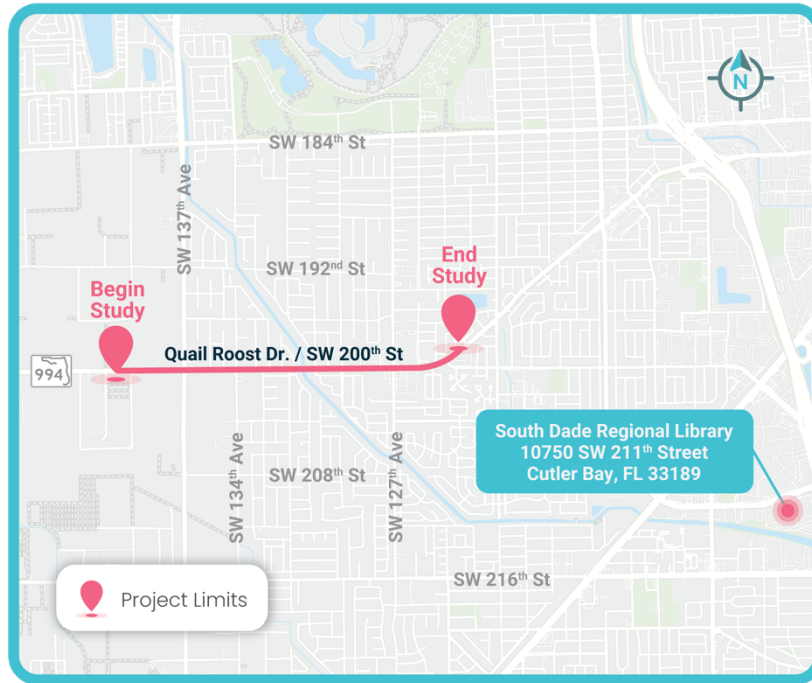 N
SW 184th St
SW 137th Ave
SW 192nd St
Begin
Study
End
Study
994
Quail Roost Dr. / SW 200th St
SW 134th Ave
SW 127th Ave
SW 208th St
South Dade Regional Library
10750 SW 211th Street
Cutler Bay, FL 33189
SW 216th St
Project Limits